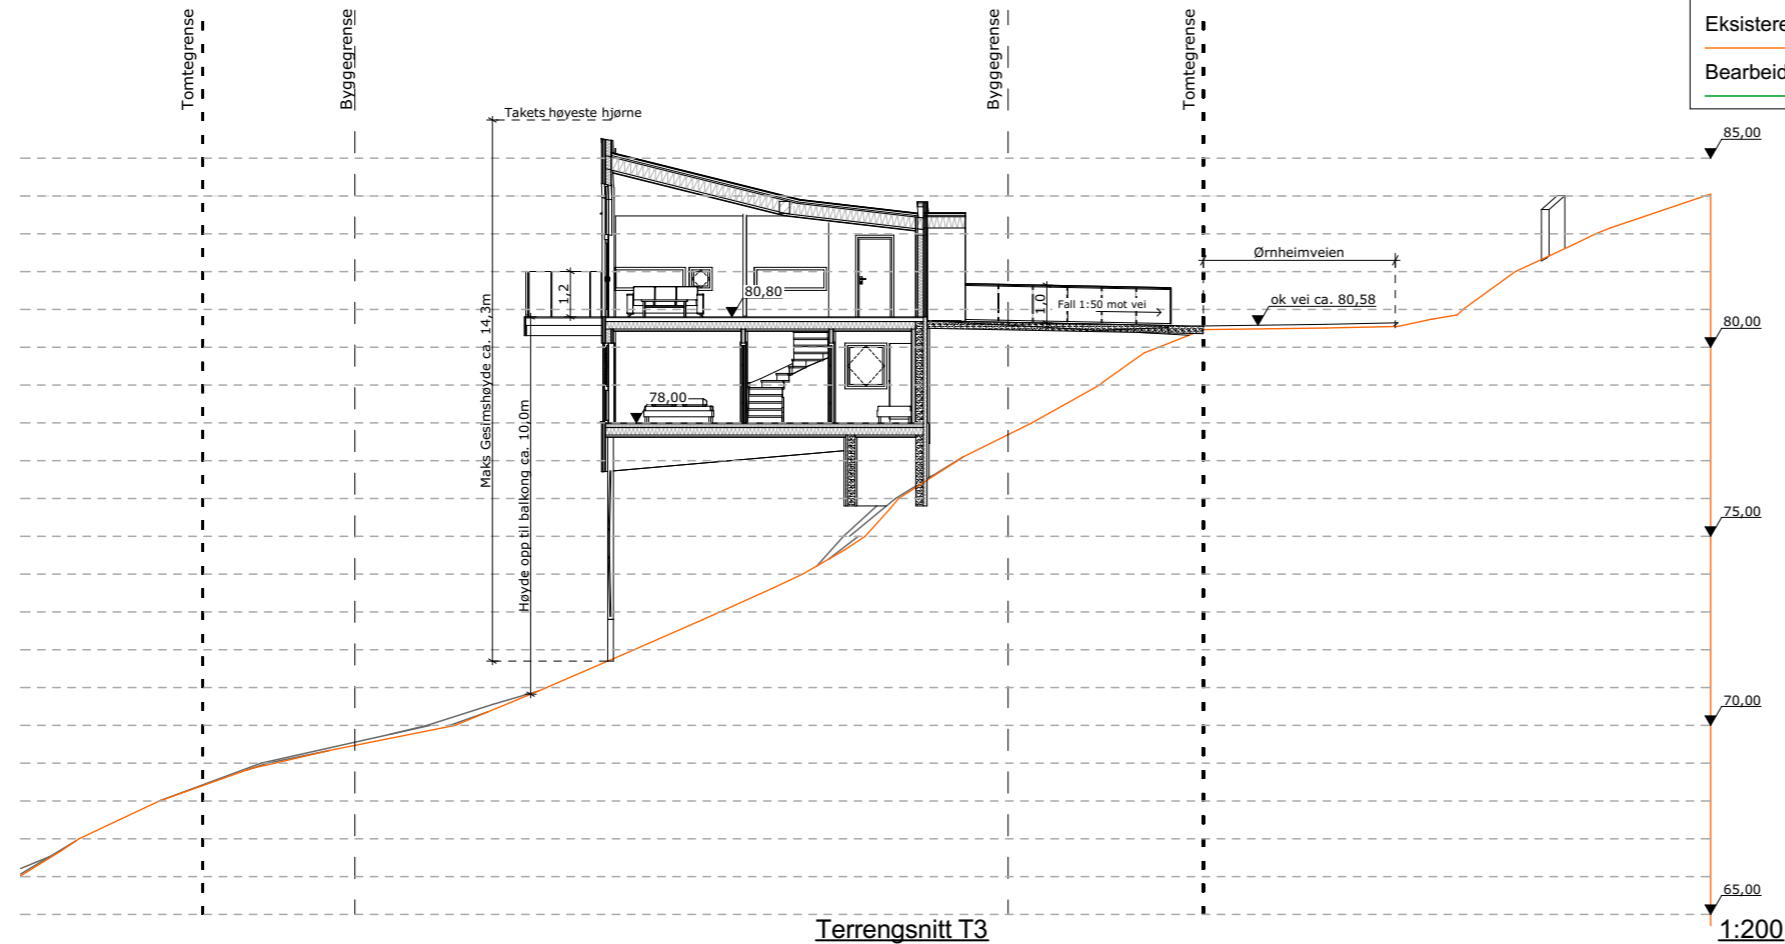 Eksistere
Bearbeid
Tomtegrense
Byggegrense
Byggegrense
Tomtegrense
Takets høyeste hjørne
85,00
Ørnheimveien
1,2
80,80
1,0
Fall 1:50 mot vei
ok vei ca. 80,58
80,00
Maks Gesimshøyde ca. 14,3m
Høyde opp til balkong ca. 10,0m
78,00
75,00
70,00
65,00
Terrengsnitt T3
1:200